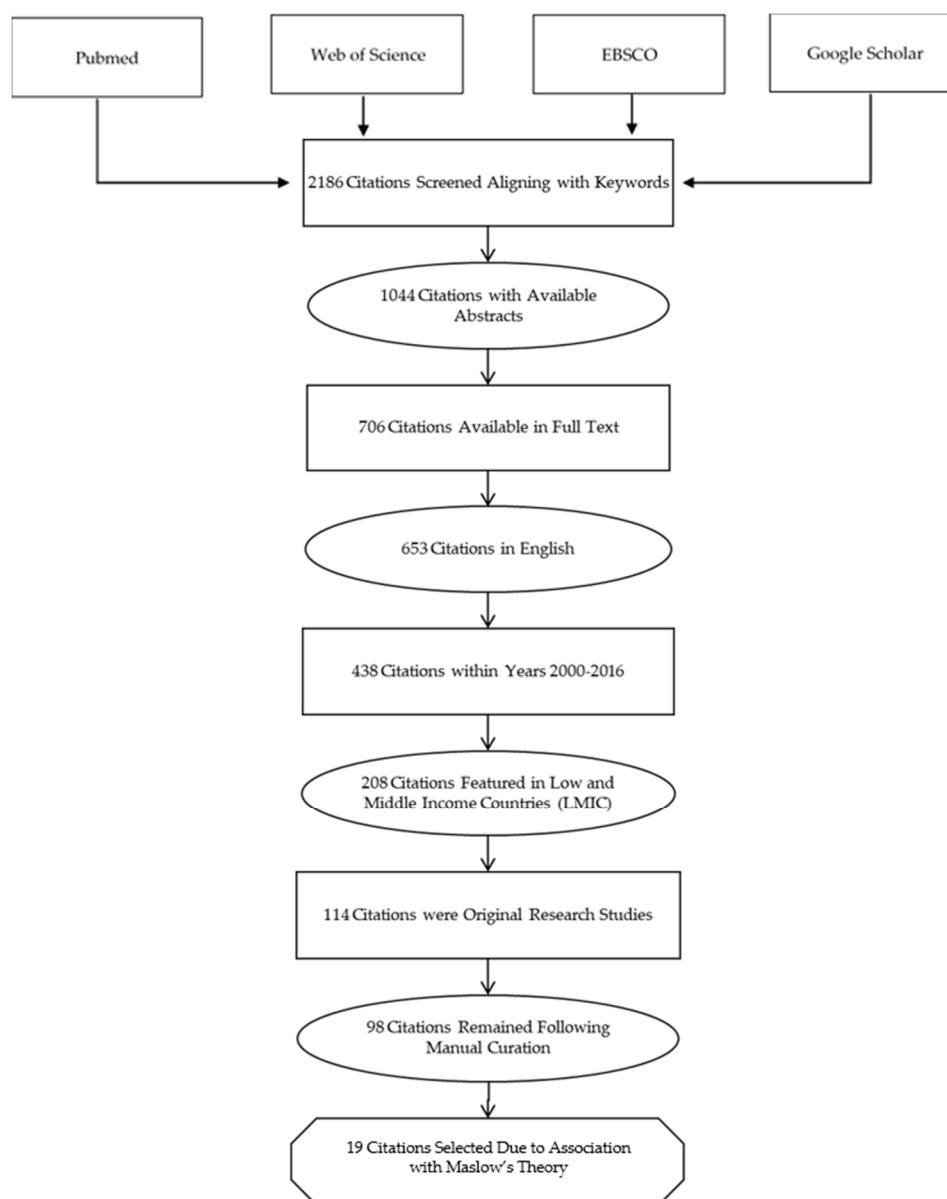 Pubmed
Web of Science
EBSCO
Google Scholar
2186 Citations Screened Aligning with Keywords
1044 Citations with Available
Abstracts
706 Citations Available in Full Text
653 Citations in English
438 Citations within Years 2000-2016
208 Citations Featured in Low and
Middle Income Countries (LMIC)
114 Citations were Original Research Studies
98 Citations Remained Following
Manual Curation
19 Citations Selected Due to Association
with Maslow's Theory